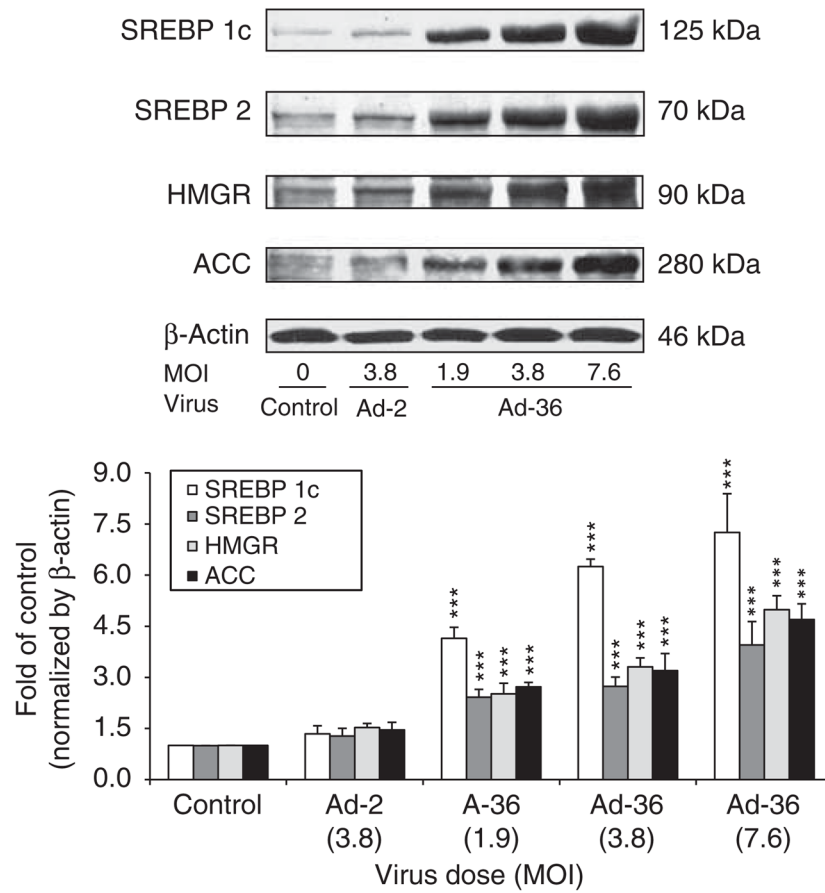 SREBP 1c 125 kDa
SREBP 2 70 kDa
HMGR 90 kDa
ACC 280 kDa
β-Actin 46 kDa
MOI 0 3.8 1.9 3.8 7.6
Virus Control Ad-2 Ad-36
Fold of control
(normalized by β-actin)
9.0
7.5
6.0
4.5
3.0
1.5
0.0
SREBP 1c
SREBP 2
HMGR
ACC
*** *** *** ***
*** *** *** ***
*** *** *** ***
Control Ad-2 A-36 Ad-36 Ad-36
(3.8) (1.9) (3.8) (7.6)
Virus dose (MOI)